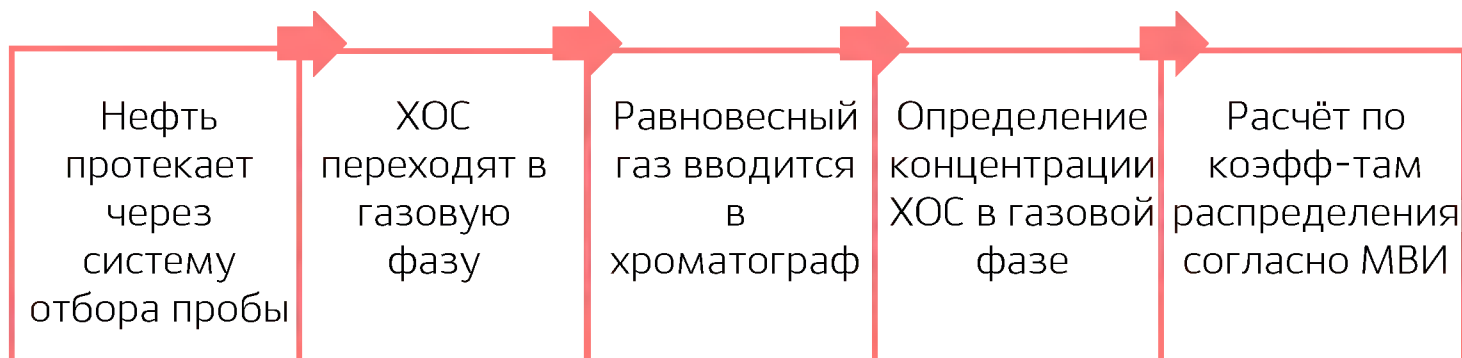 Нефть
протекает
через
систему
отбора пробы
ХОС
переходят в
газовую
фазу
Равновесный
газ вводится
в
хроматограф
Определение
концентрации
ХОС в газовой
фазе
Расчёт по
коэфф-там
распределения
согласно МВИ